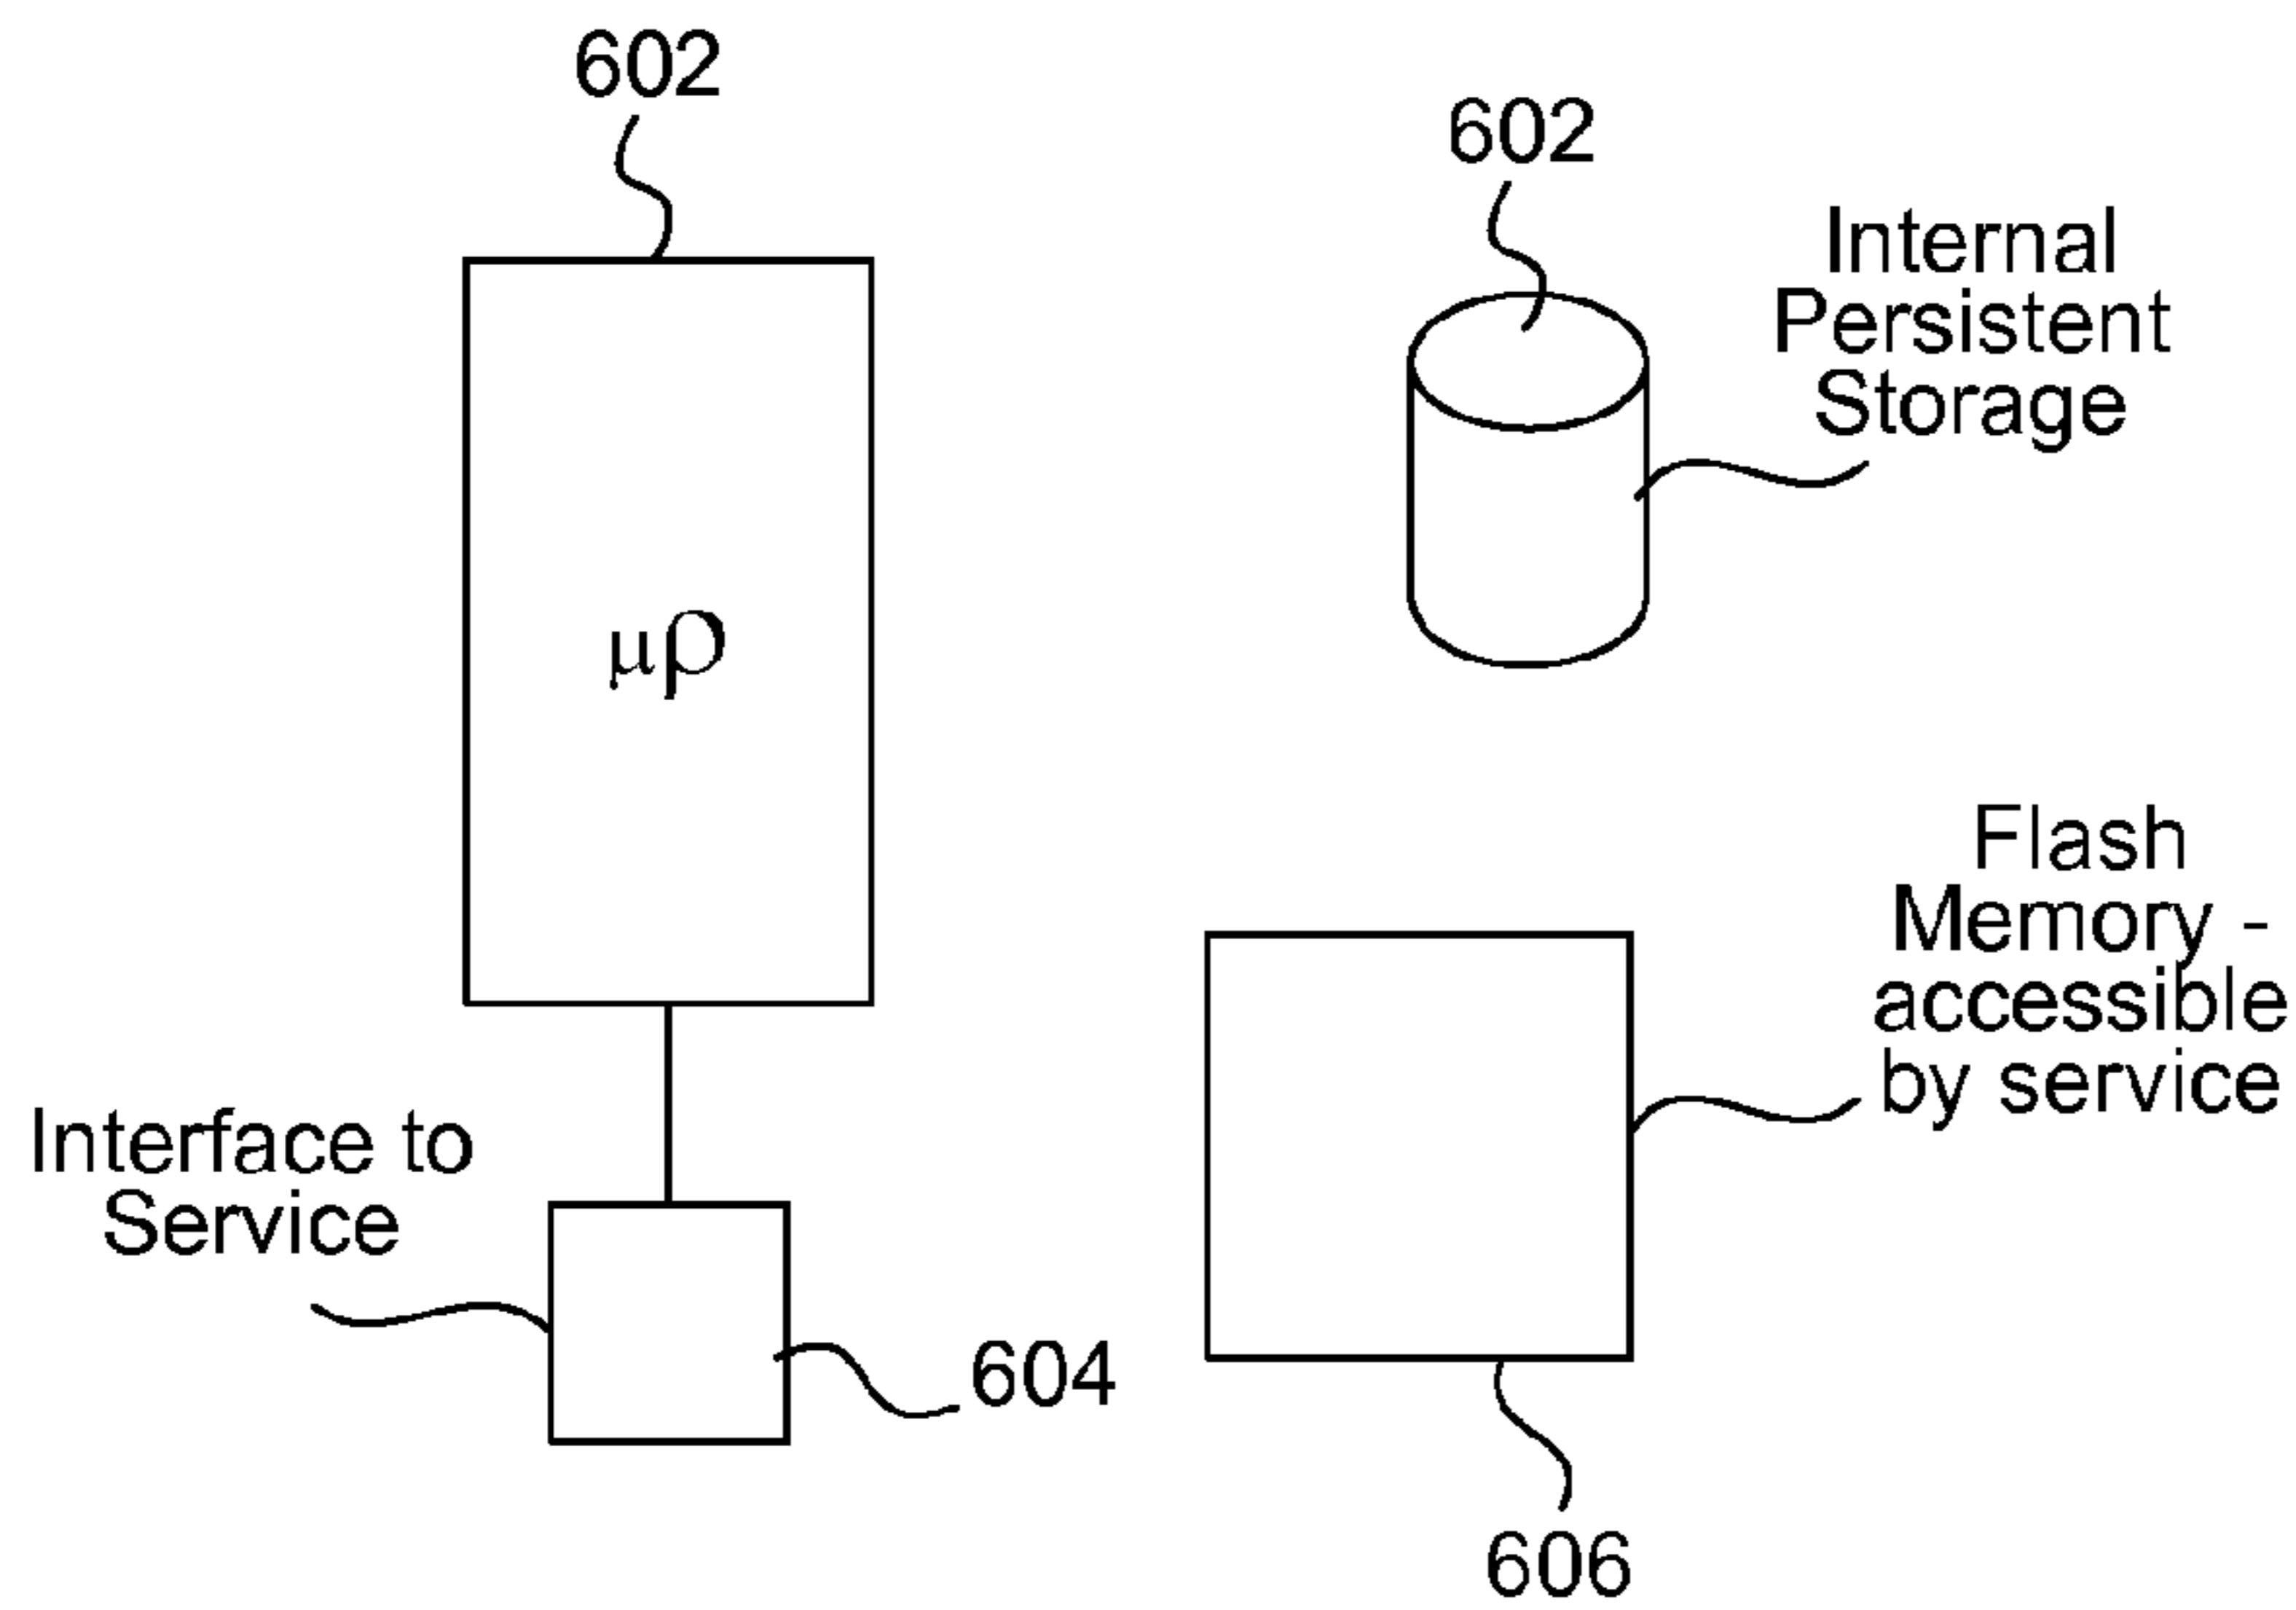 602
602
Internal
Persistent
Storage
μρ
Flash
Memory -
accessible
by service
Interface to
Service
604
606